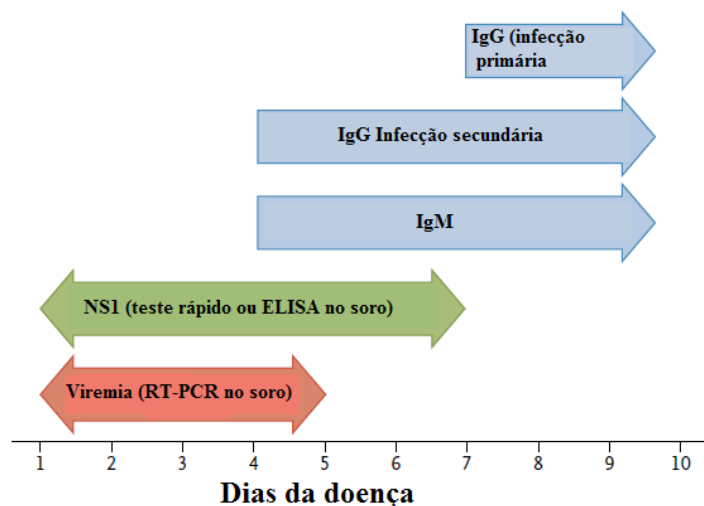 IgG (infecção
primária
IgG Infecção secundária
IgM
NS1 (teste rápido ou ELISA no soro)
Viremia (RT-PCR no soro)
1 2 3 4 5 6 7 8 9 10
Dias da doença